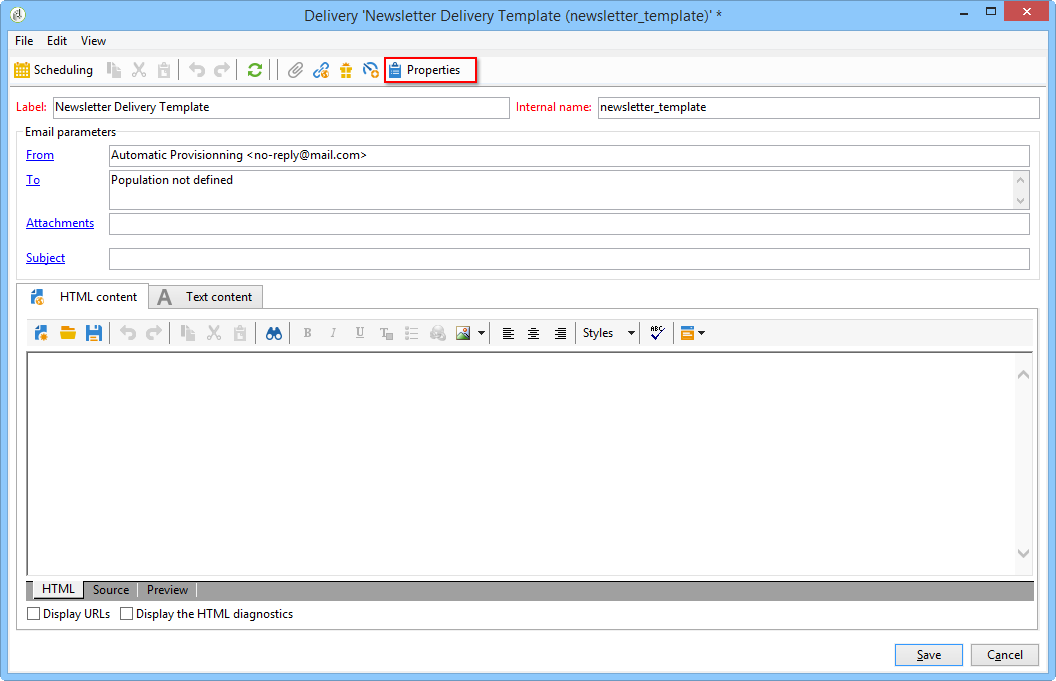 Delivery 'Newsletter Delivery Template (newsletter_template)' *
File Edit View
Scheduling Properties
Label: Newsletter Delivery Template Internal name: newsletter_template
Email parameters
From Automatic Provisionning <no-reply@mail.com>
To Population not defined
Attachments
Subject
HTML content A Text content
B I U T Styles ABC
HTML Source Preview
Display URLs Display the HTML diagnostics
Save Cancel